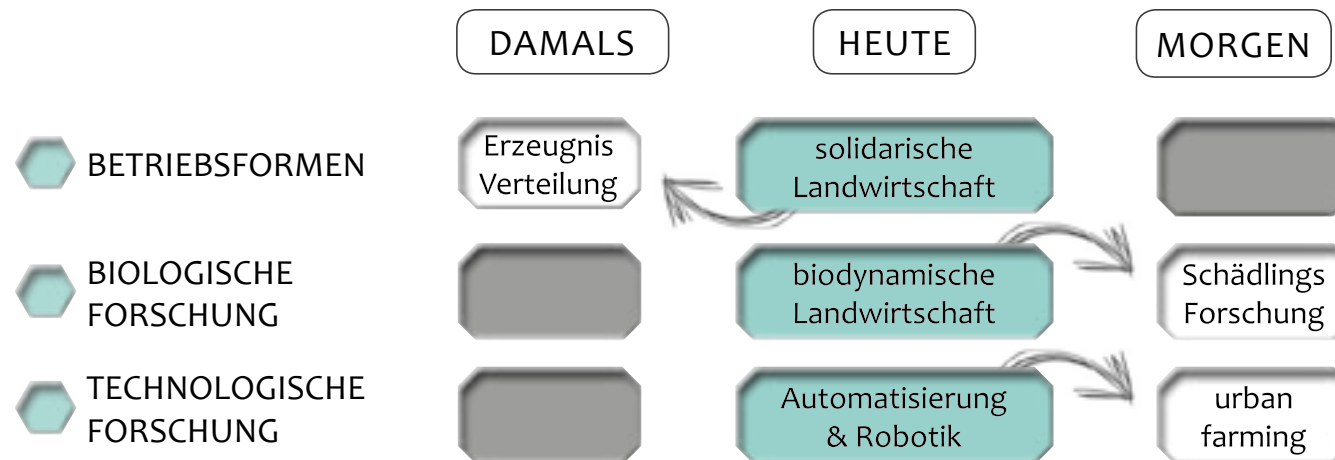 DAMALS HEUTE MORGEN
BETRIEBSFORMEN
Erzeugnis
Verteilung
solidarische
Landwirtschaft
BIOLOGISCHE
FORSCHUNG
biodynamische
Landwirtschaft
Schädlings
Forschung
TECHNOLOGISCHE
FORSCHUNG
Automatisierung
& Robotik
urban
farming